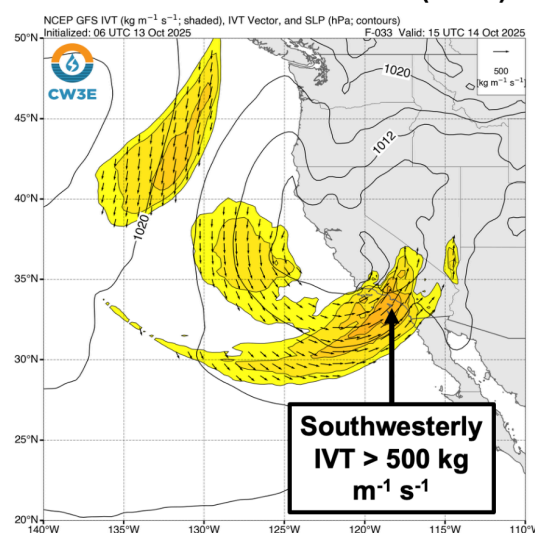 NCEP GFS IVT (kg m⁻¹ s⁻¹; shaded), IVT Vector, and SLP (hPa; contours)
Initialized: 06 UTC 13 Oct 2025 F-033 Valid: 15 UTC 14 Oct 2025
50°N
CW3E
1020
500
[kg m⁻¹ s⁻¹]
45°N
1012
40°N
1020
35°N
30°N
Southwesterly
IVT > 500 kg
m⁻¹ s⁻¹
25°N
20°N
140°W 135°W 130°W 125°W 120°W 115°W 110°W